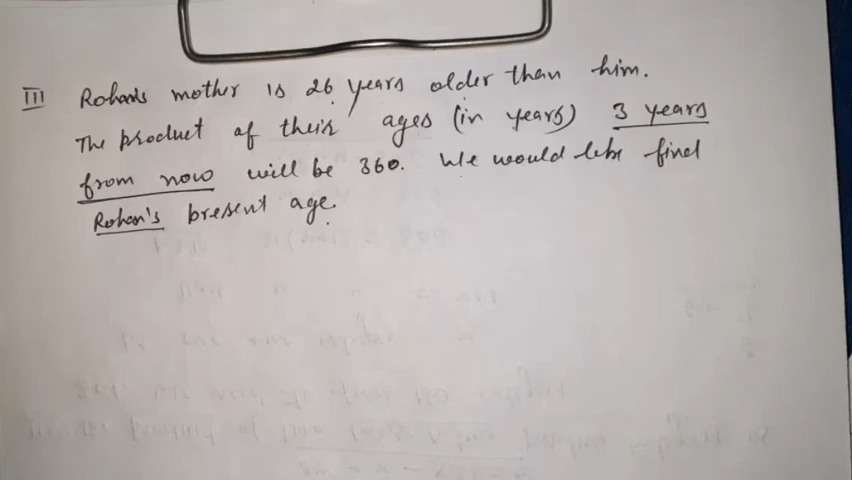 III Rohan's mother is 26 years older than him.
The product of their ages (in years) 3 years
from now will be 360. We would like find
Rohan's present age.